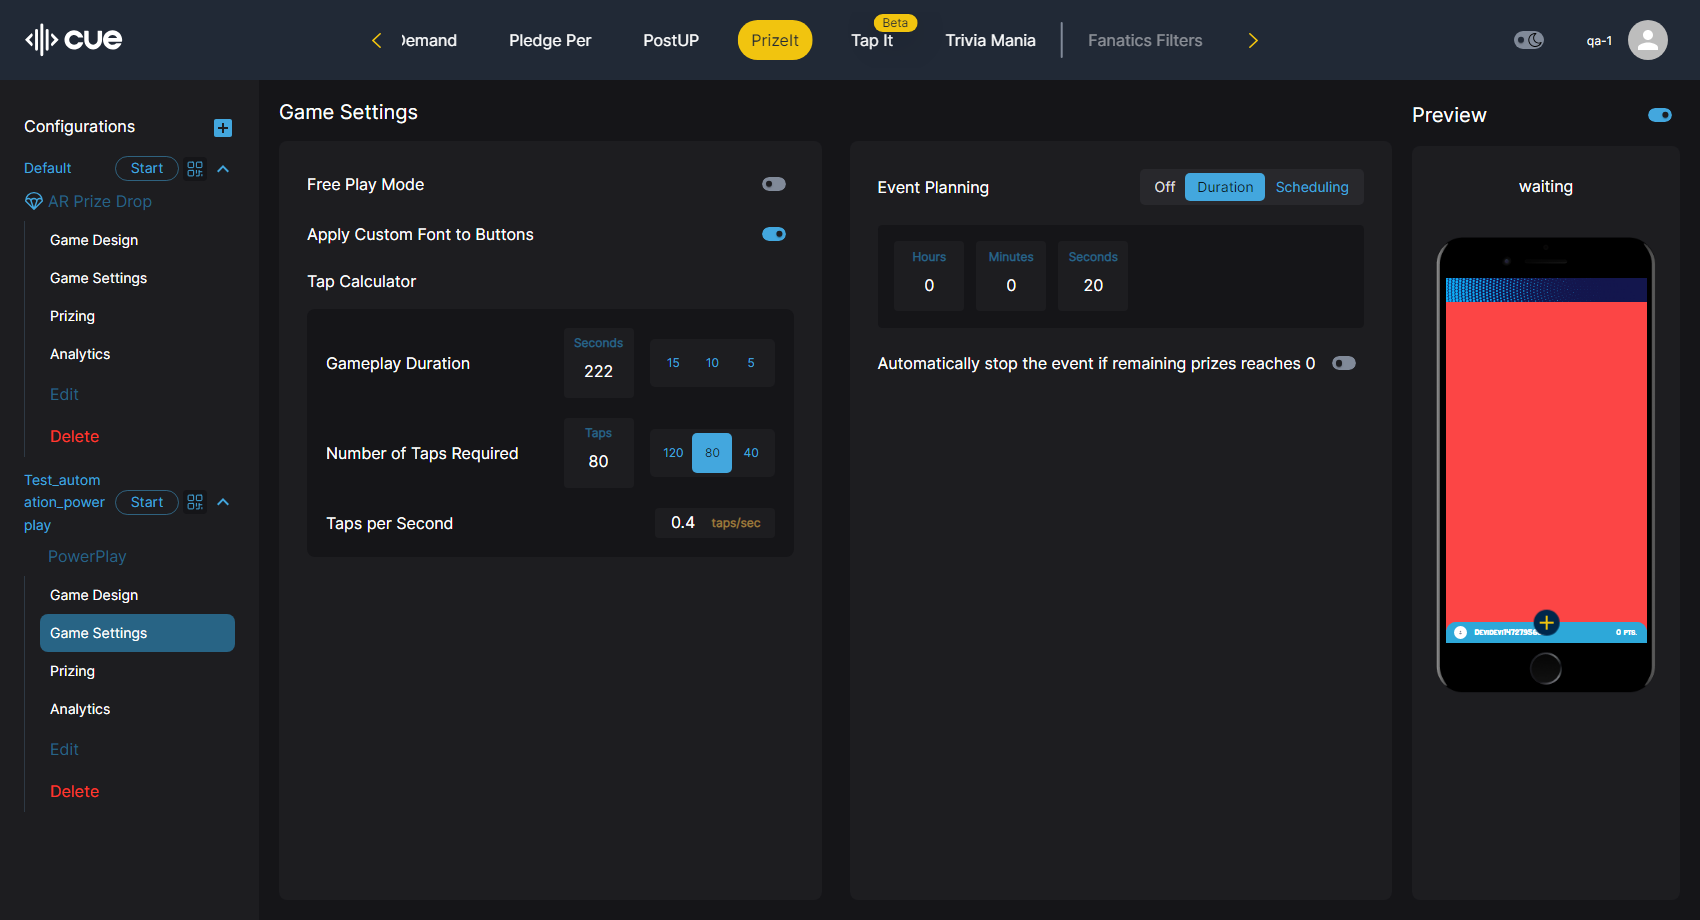 cue
Demand
Pledge Per
PostUP
PrizeIt
Beta
Tap It
Trivia Mania
Fanatics Filters
qa-1
Configurations
Default
Start
AR Prize Drop
Game Design
Game Settings
Prizing
Analytics
Edit
Delete
Test_autom
ation_power
play
Start
PowerPlay
Game Design
Game Settings
Prizing
Analytics
Edit
Delete
Game Settings
Free Play Mode
Apply Custom Font to Buttons
Tap Calculator
Gameplay Duration
Seconds
222
15 10 5
Number of Taps Required
Taps
80
120 80 40
Taps per Second
0.4 taps/sec
Event Planning
Off Duration Scheduling
Hours
0
Minutes
0
Seconds
20
Automatically stop the event if remaining prizes reaches 0
Preview
waiting
0 PTS.